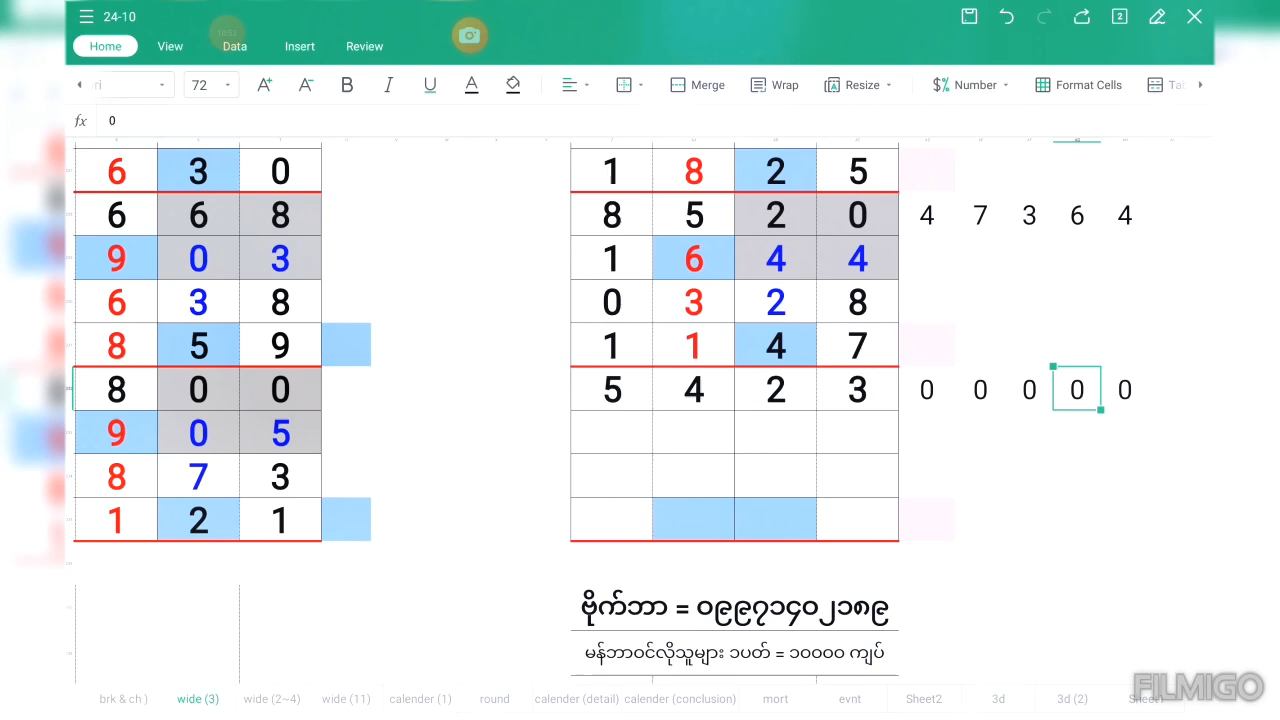 24-10
2
Home View Data Insert Review
ri 72 A+ A- B I U A Merge Wrap Resize $% Number Format Cells Ta
fx 0
6 3 0 1 8 2 5
6 6 8 8 5 2 0 4 7 3 6 4
9 0 3 1 6 4 4
6 3 8 0 3 2 8
8 5 9 1 1 4 7
8 0 0 5 4 2 3 0 0 0 0 0
9 0 5
8 7 3
1 2 1
ဗိုက်ဘာ = ၀၉၉၇၁၄၀၂၁၈၉
မန်ဘာဝင်လိုသူများ ၁ပတ် = ၁၀၀၀၀ ကျပ်
brk & ch ) wide (3) wide (2~4) wide (11) calender (1) round calender (detail) calender (conclusion) mort evnt Sheet2 3d 3d (2) Sheet1
FILMIGO